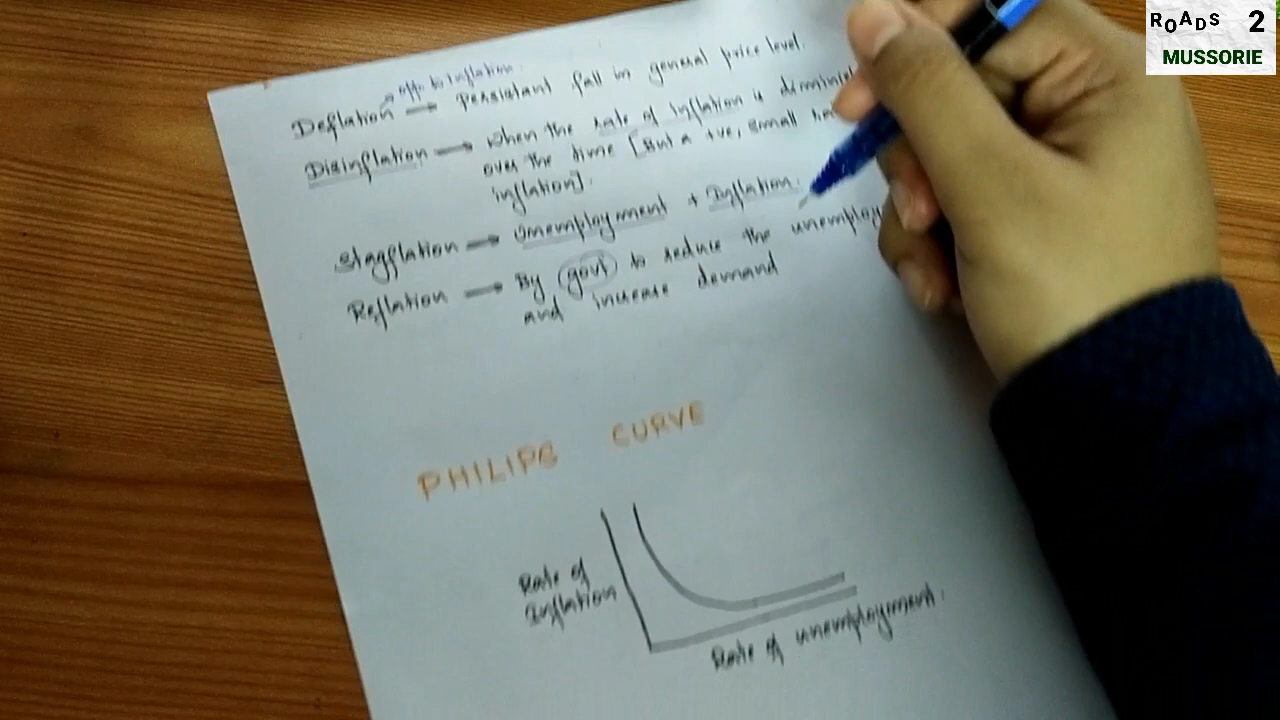 ROADS 2
MUSSORIE
opp. to inflation.
Deflation → Persistant fall in general price level.
Disinflation → When the rate of inflation is
over the time [But a +ve, small
inflation].
Stagflation → Unemployment + Inflation.
Reflation → By govt to reduce the
and increase demand
PHILIPS CURVE
Rate of
Inflation
Rate of unemployment.